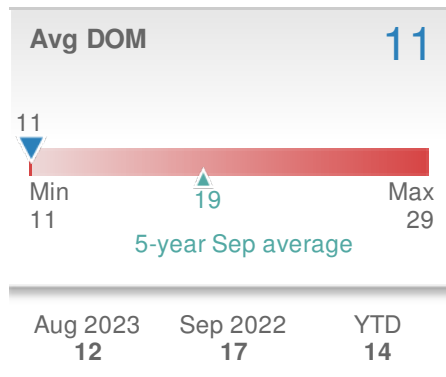 Avg DOM 11
11
Min Max
11 19 29
5-year Sep average
Aug 2023 Sep 2022 YTD
12 17 14